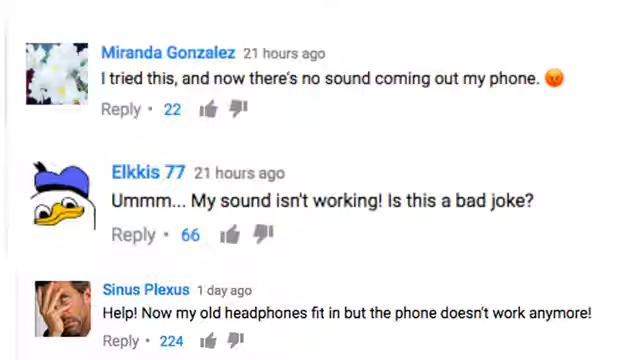 Miranda Gonzalez 21 hours ago
I tried this, and now there's no sound coming out my phone. 😡
Reply • 22
Elkkis 77 21 hours ago
Ummm... My sound isn't working! Is this a bad joke?
Reply • 66
Sinus Plexus 1 day ago
Help! Now my old headphones fit in but the phone doesn't work anymore!
Reply • 224